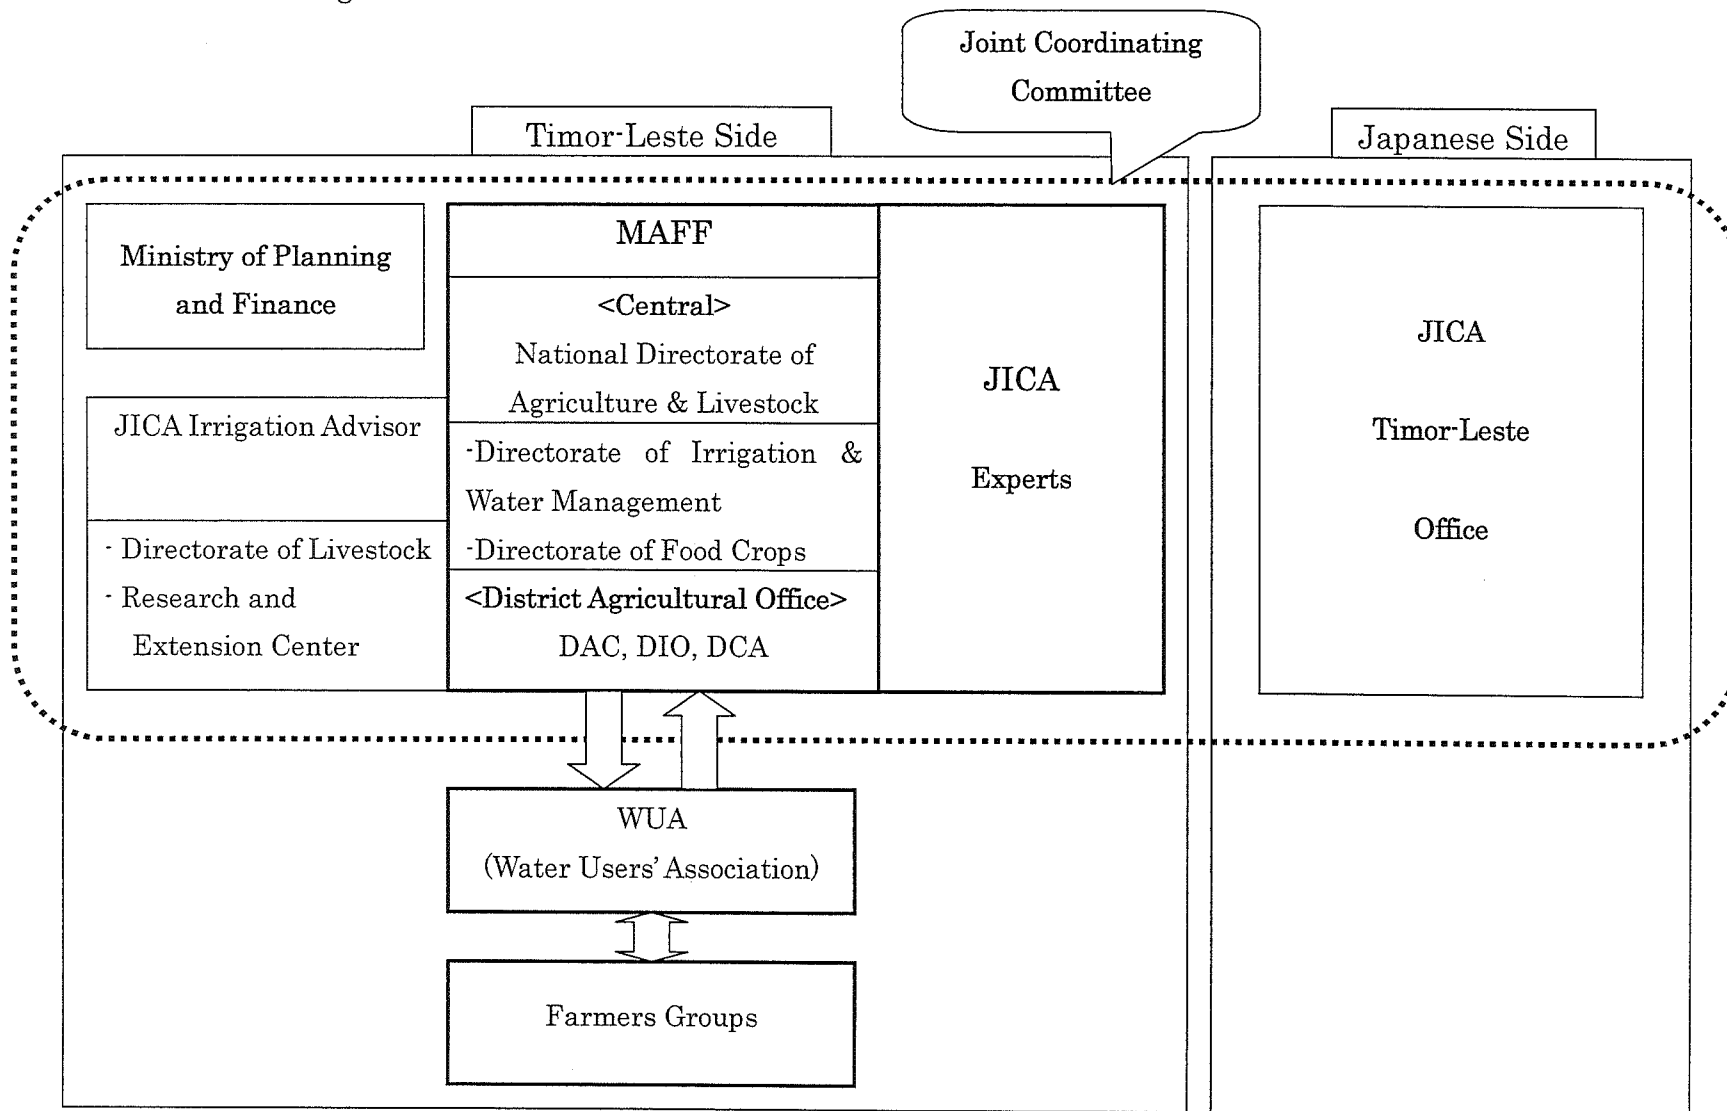 Joint Coordinating
Committee
Timor-Leste Side
Japanese Side
Ministry of Planning
and Finance
JICA Irrigation Advisor
- Directorate of Livestock
- Research and
Extension Center
MAFF
<Central>
National Directorate of
Agriculture & Livestock
-Directorate of Irrigation &
Water Management
-Directorate of Food Crops
<District Agricultural Office>
DAC, DIO, DCA
JICA
Experts
JICA
Timor-Leste
Office
WUA
(Water Users' Association)
Farmers Groups